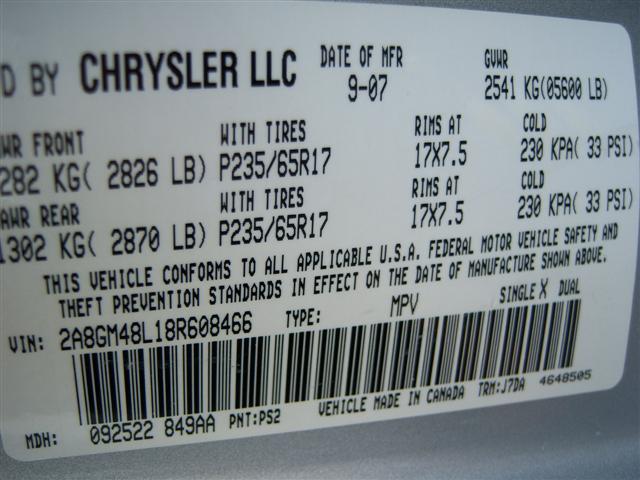 D BY CHRYSLER LLC DATE OF MFR GVWR
9-07 2541 KG(05600 LB)
WR FRONT WITH TIRES RIMS AT COLD
282 KG( 2826 LB) P235/65R17 17X7.5 230 KPA( 33 PSI)
AWR REAR WITH TIRES RIMS AT COLD
1302 KG( 2870 LB) P235/65R17 17X7.5 230 KPA( 33 PSI)
THIS VEHICLE CONFORMS TO ALL APPLICABLE U.S.A. FEDERAL MOTOR VEHICLE SAFETY AND
THEFT PREVENTION STANDARDS IN EFFECT ON THE DATE OF MANUFACTURE SHOWN ABOVE.
VIN: 2A8GM48L18R608466 TYPE: MPV SINGLE X DUAL
MDH: 092522 849AA PNT:PS2 VEHICLE MADE IN CANADA TRM:J7DA 4648505